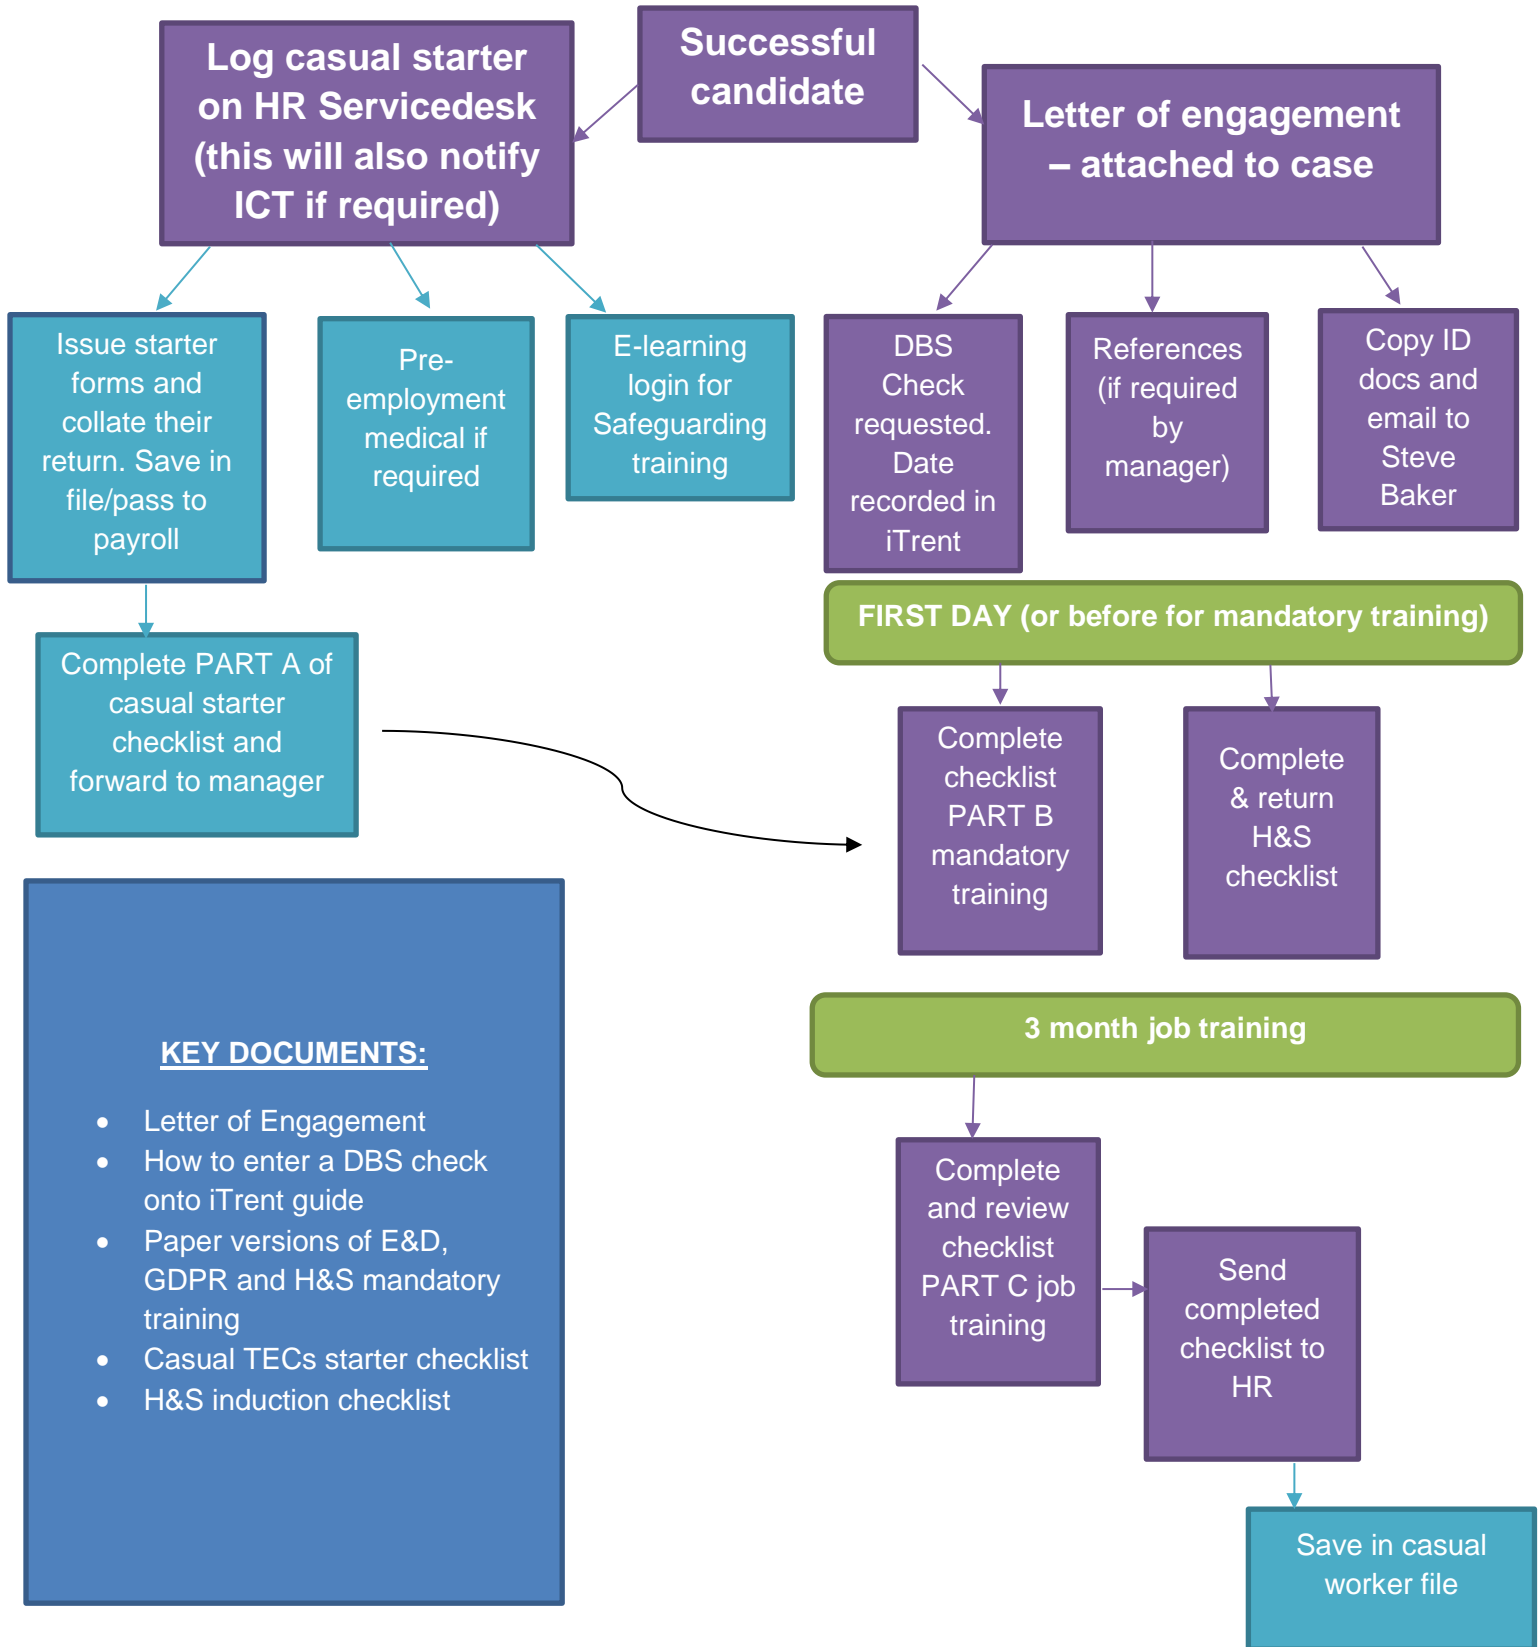 Successful
candidate
Log casual starter
on HR Servicedesk
(this will also notify
ICT if required)
Letter of engagement
– attached to case
Issue starter
forms and
collate their
return. Save in
file/pass to
payroll
Pre-
employment
medical if
required
E-learning
login for
Safeguarding
training
DBS
Check
requested.
Date
recorded in
iTrent
References
(if required
by
manager)
Copy ID
docs and
email to
Steve
Baker
FIRST DAY (or before for mandatory training)
Complete PART A of
casual starter
checklist and
forward to manager
Complete
checklist
PART B
mandatory
training
Complete
& return
H&S
checklist
3 month job training
KEY DOCUMENTS:
• Letter of Engagement
• How to enter a DBS check
onto iTrent guide
• Paper versions of E&D,
GDPR and H&S mandatory
training
• Casual TECs starter checklist
• H&S induction checklist
Complete
and review
checklist
PART C job
training
Send
completed
checklist to
HR
Save in casual
worker file